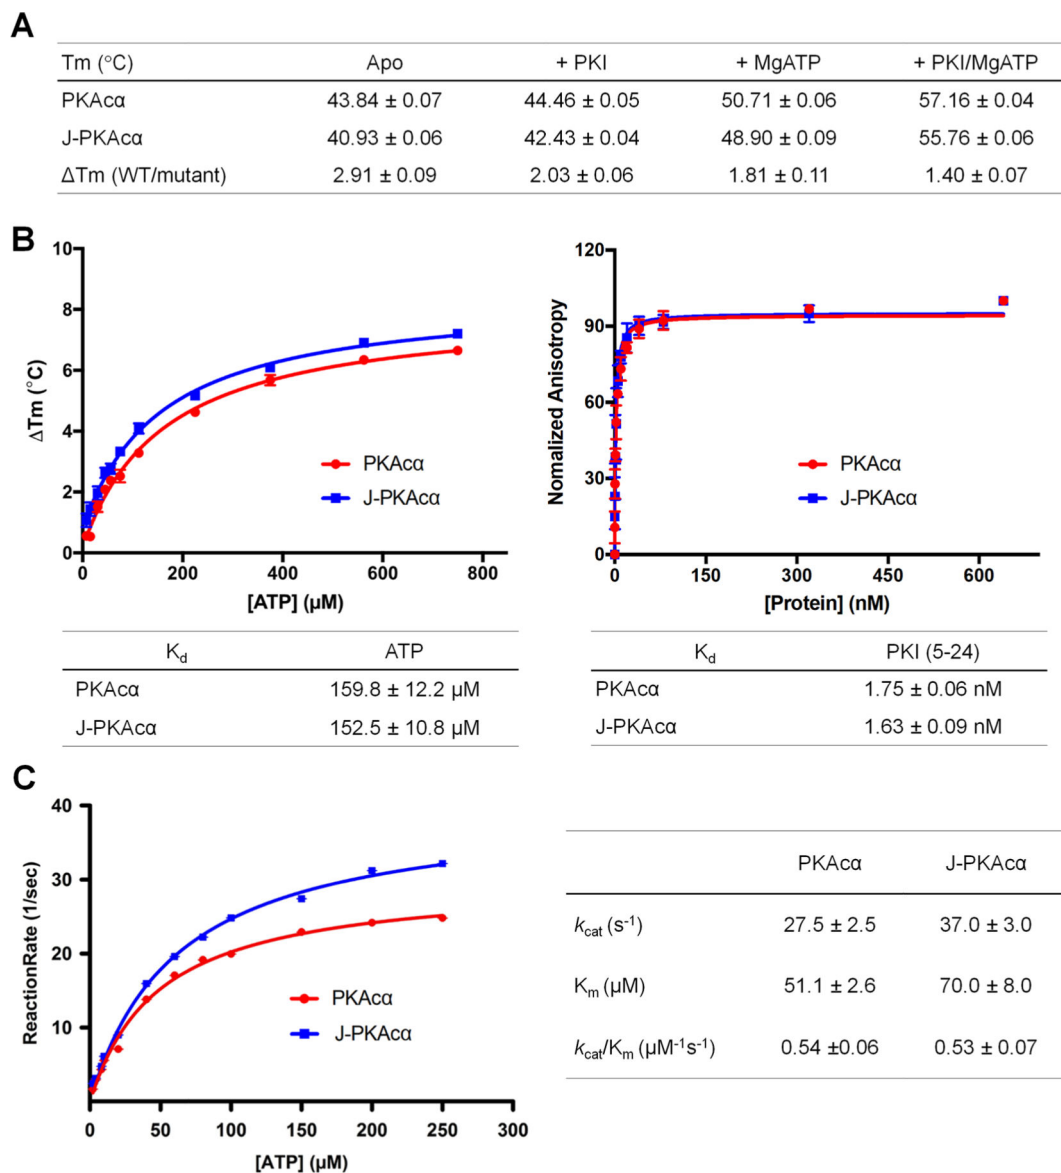 A
Tm (°C) Apo + PKI + MgATP + PKI/MgATP
PKAcα 43.84 ± 0.07 44.46 ± 0.05 50.71 ± 0.06 57.16 ± 0.04
J-PKAcα 40.93 ± 0.06 42.43 ± 0.04 48.90 ± 0.09 55.76 ± 0.06
ΔTm (WT/mutant) 2.91 ± 0.09 2.03 ± 0.06 1.81 ± 0.11 1.40 ± 0.07
B
ΔTm (°C)
10
8
6
4
2
0
PKAcα
J-PKAcα
0 200 400 600 800
[ATP] (μM)
Nomalized Anisotropy
120
90
60
30
0
PKAcα
J-PKAcα
0 150 300 450 600
[Protein] (nM)
Kd ATP
PKAcα 159.8 ± 12.2 μM
J-PKAcα 152.5 ± 10.8 μM
Kd PKI (5-24)
PKAcα 1.75 ± 0.06 nM
J-PKAcα 1.63 ± 0.09 nM
C
ReactionRate (1/sec)
40
30
20
10
PKAcα
J-PKAcα
0 50 100 150 200 250 300
[ATP] (μM)
PKAcα J-PKAcα
kcat (s-1) 27.5 ± 2.5 37.0 ± 3.0
Km (μM) 51.1 ± 2.6 70.0 ± 8.0
kcat/Km (μM-1s-1) 0.54 ±0.06 0.53 ± 0.07